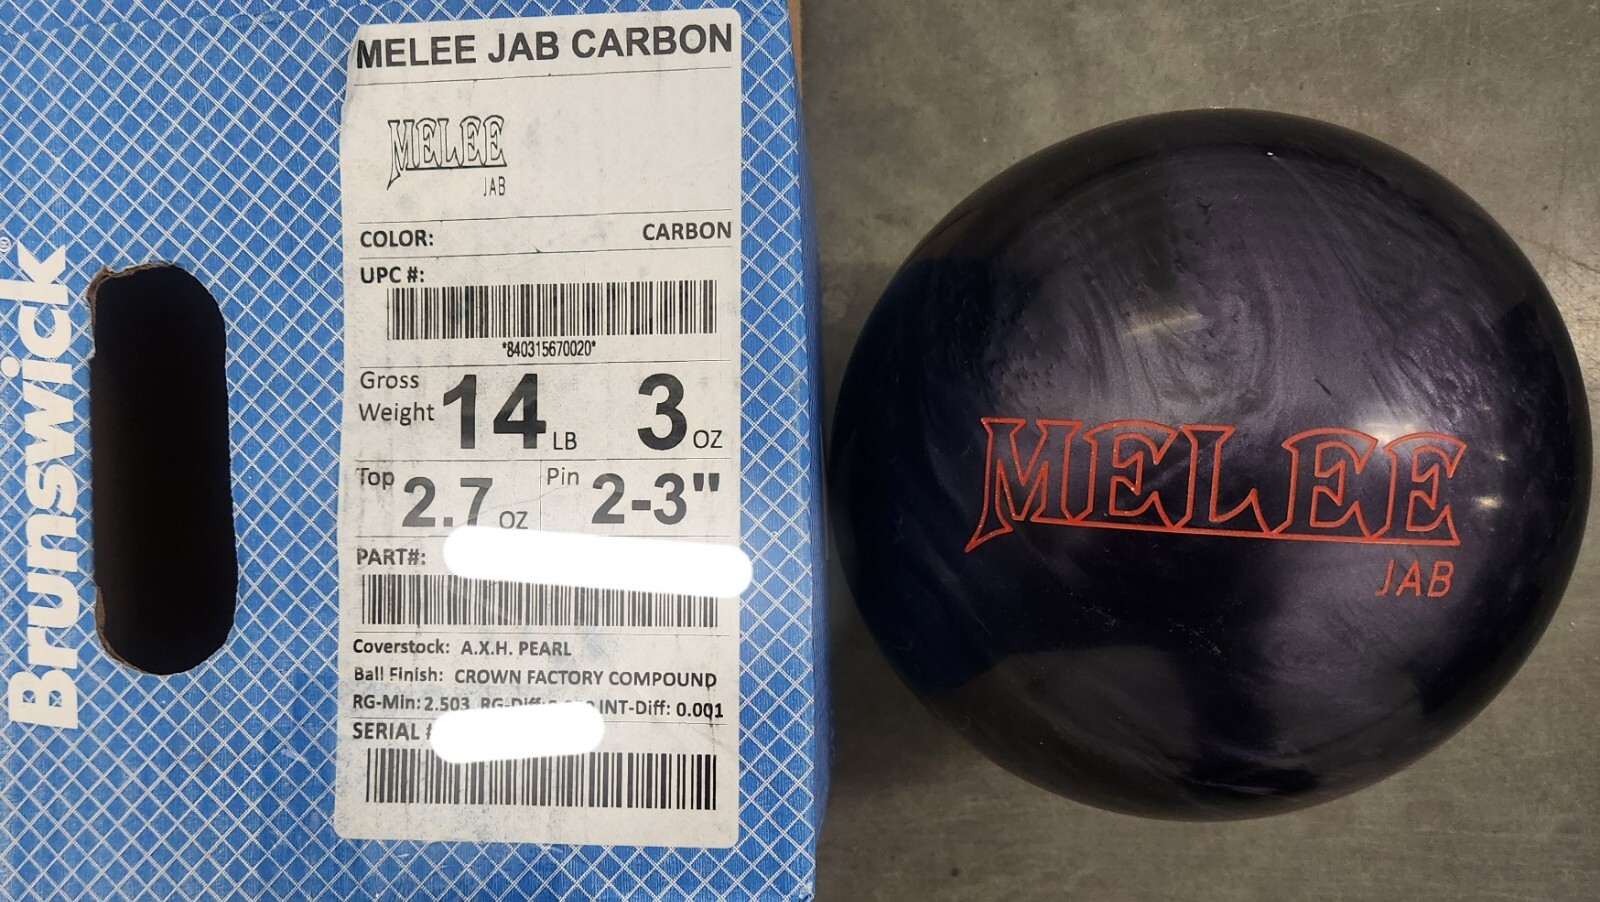 Brunswick®
MELEE JAB CARBON
MELEE
JAB
COLOR: CARBON
UPC #:
*840315670020*
Gross Weight 14 LB 3 OZ
Top 2.7 OZ Pin 2-3"
PART#:
Coverstock: A.X.H. PEARL
Ball Finish: CROWN FACTORY COMPOUND
RG-Min: 2.503 RG-Diff: INT-Diff: 0.001
SERIAL #
MELEE
JAB